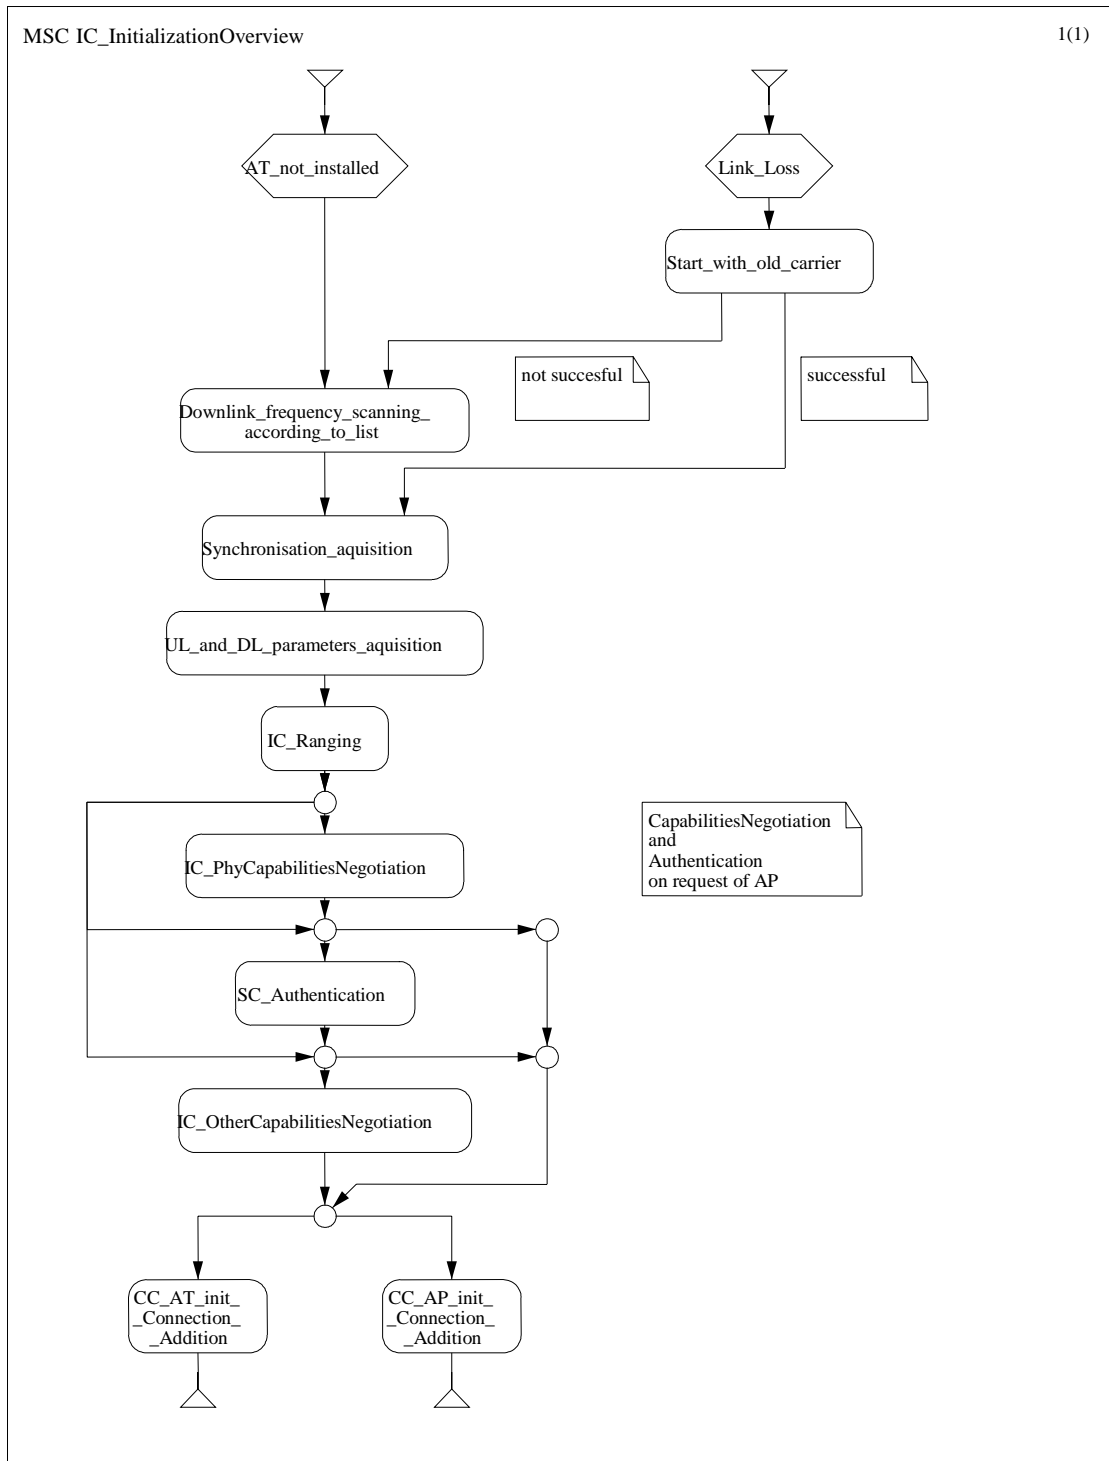 MSC IC_InitializationOverview
1(1)
AT_not_installed
Link_Loss
Start_with_old_carrier
not succesful
successful
Downlink_frequency_scanning_
according_to_list
Synchronisation_aquisition
UL_and_DL_parameters_aquisition
IC_Ranging
CapabilitiesNegotiation
and
Authentication
on request of AP
IC_PhyCapabilitiesNegotiation
SC_Authentication
IC_OtherCapabilitiesNegotiation
CC_AT_init_
_Connection_
_Addition
CC_AP_init_
_Connection_
_Addition